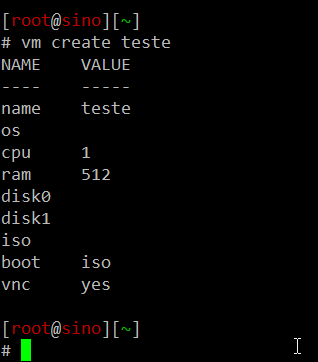 [root@sino][~]
# vm create teste
NAME    VALUE
----    -----
name    teste
os
cpu     1
ram     512
disk0
disk1
iso
boot    iso
vnc     yes
[root@sino][~]
#